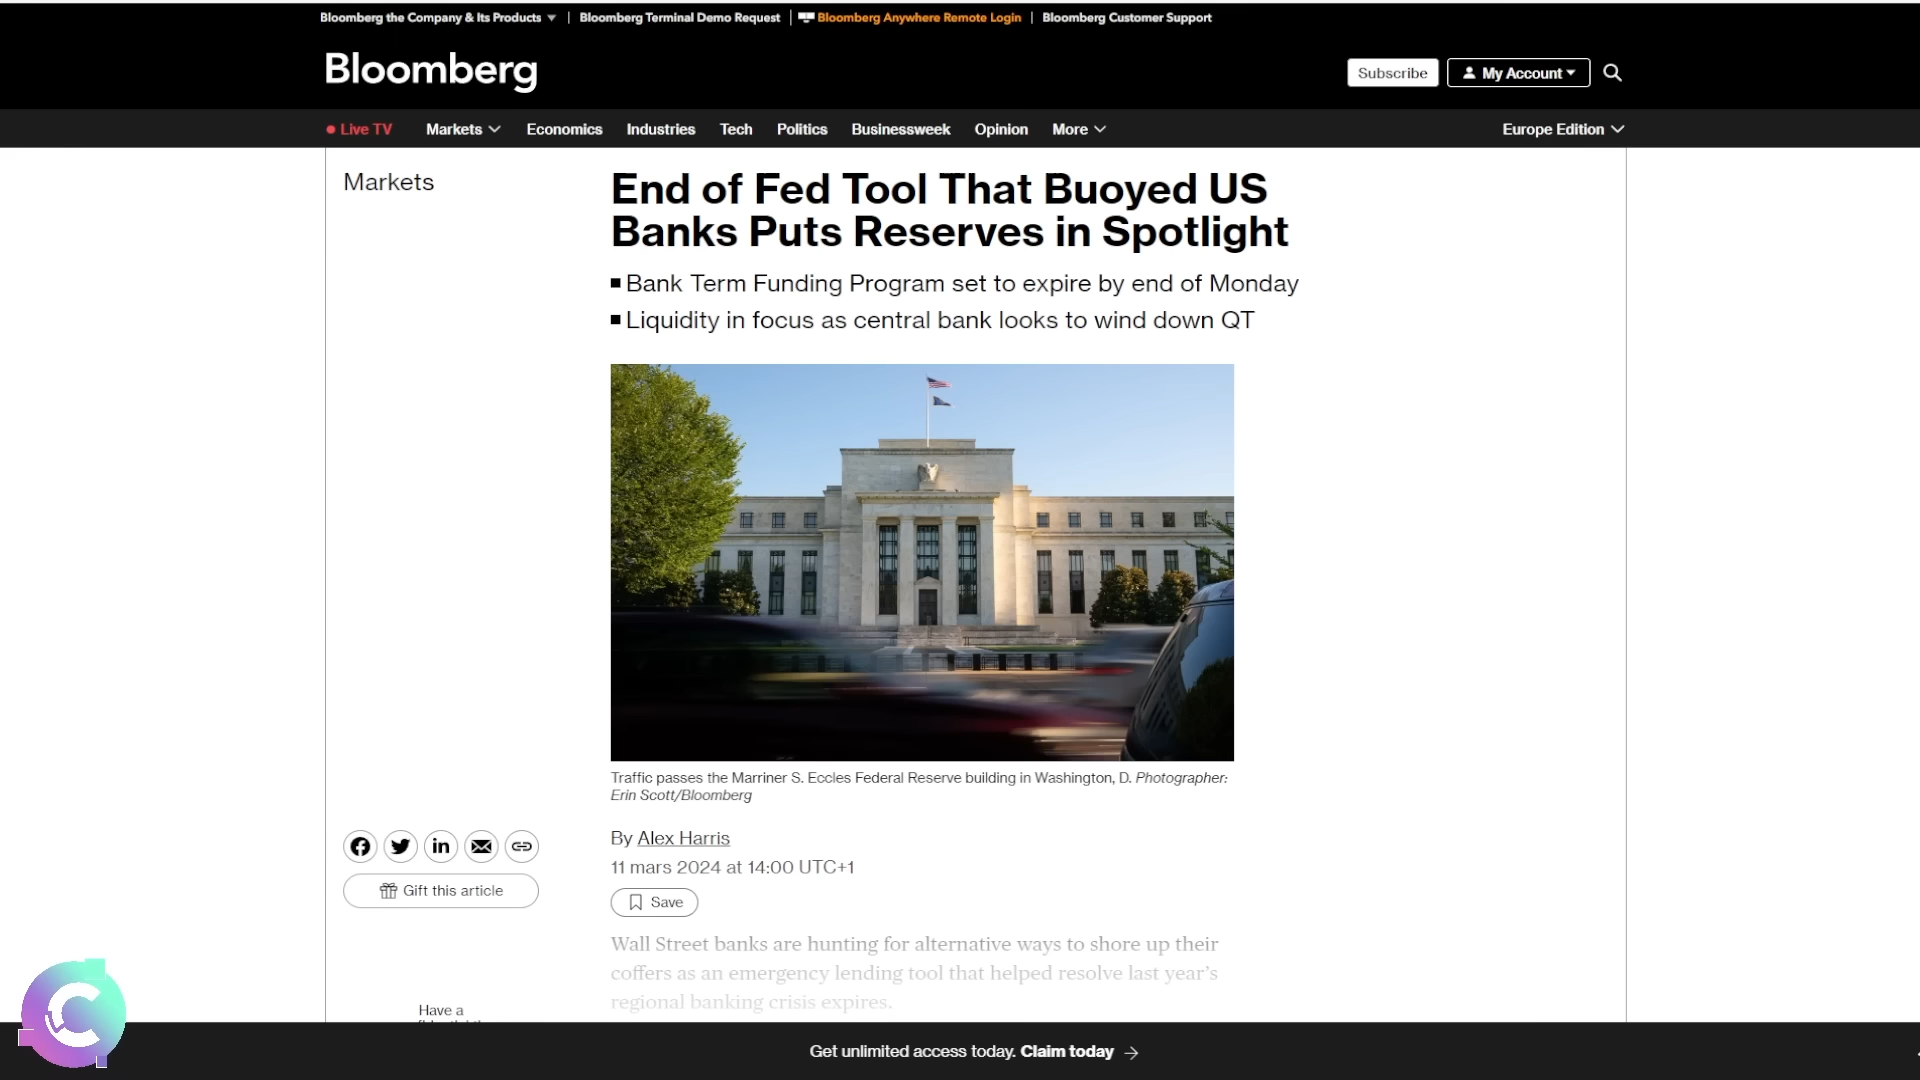 Bloomberg the Company & Its Products
Bloomberg Terminal Demo Request
Bloomberg Anywhere Remote Login
Bloomberg Customer Support
Bloomberg
Subscribe
My Account
Live TV
Markets
Economics
Industries
Tech
Politics
Businessweek
Opinion
More
Europe Edition
Markets
End of Fed Tool That Buoyed US
Banks Puts Reserves in Spotlight
Bank Term Funding Program set to expire by end of Monday
Liquidity in focus as central bank looks to wind down QT
Traffic passes the Marriner S. Eccles Federal Reserve building in Washington, D. Photographer:
Erin Scott/Bloomberg
By Alex Harris
11 mars 2024 at 14:00 UTC+1
Save
Gift this article
Wall Street banks are hunting for alternative ways to shore up their
coffers as an emergency lending tool that helped resolve last year's
regional banking crisis expires.
Have a
Get unlimited access today. Claim today